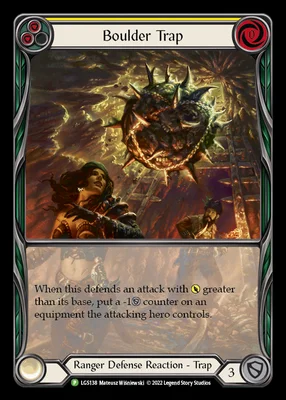 Boulder Trap
When this defends an attack with greater
than its base, put a -1 counter on an
equipment the attacking hero controls.
Ranger Defense Reaction - Trap
3
P LGS138 Mateusz Wiśniewski © 2022 Legend Story Studios